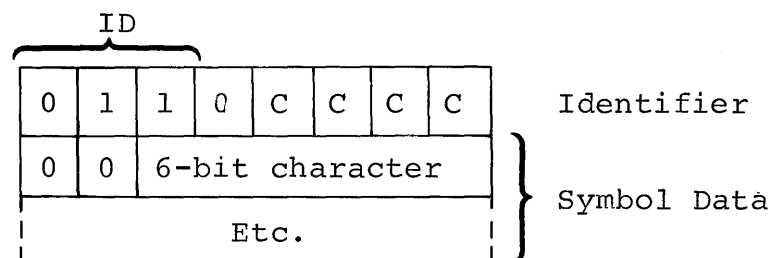 ID
0 1 1 0 C C C C Identifier
0 0 6-bit character
Symbol Data
Etc.